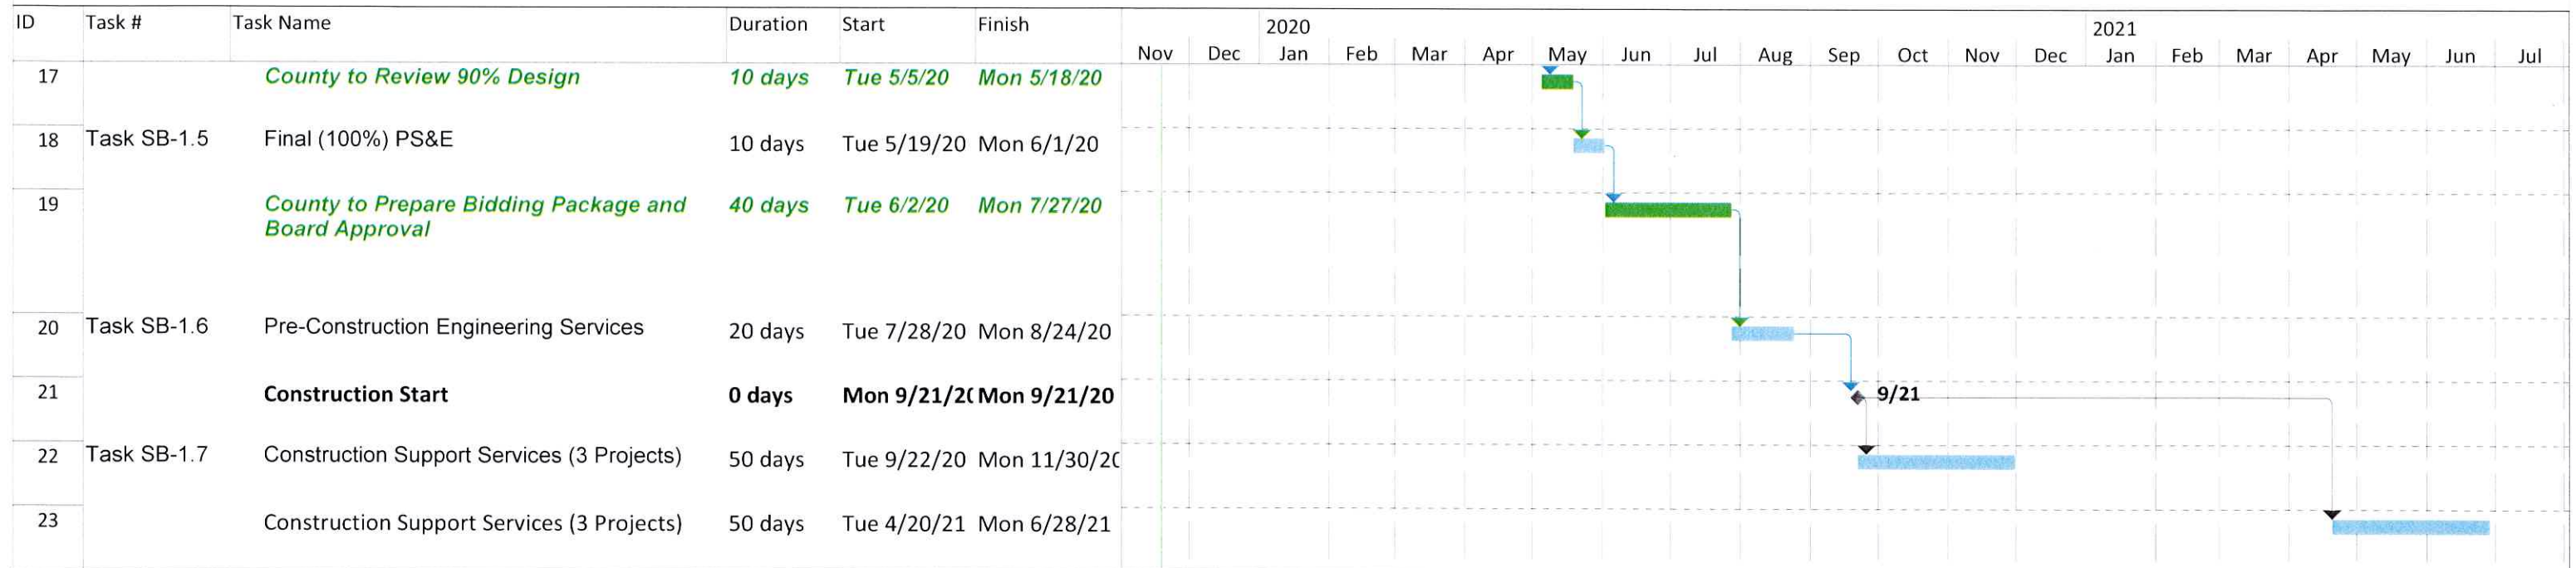 ID Task # Task Name Duration Start Finish 2020 2021
Nov Dec Jan Feb Mar Apr May Jun Jul Aug Sep Oct Nov Dec Jan Feb Mar Apr May Jun Jul
17 County to Review 90% Design 10 days Tue 5/5/20 Mon 5/18/20
18 Task SB-1.5 Final (100%) PS&E 10 days Tue 5/19/20 Mon 6/1/20
19 County to Prepare Bidding Package and 40 days Tue 6/2/20 Mon 7/27/20
Board Approval
20 Task SB-1.6 Pre-Construction Engineering Services 20 days Tue 7/28/20 Mon 8/24/20
21 Construction Start 0 days Mon 9/21/20 Mon 9/21/20 9/21
22 Task SB-1.7 Construction Support Services (3 Projects) 50 days Tue 9/22/20 Mon 11/30/20
23 Construction Support Services (3 Projects) 50 days Tue 4/20/21 Mon 6/28/21